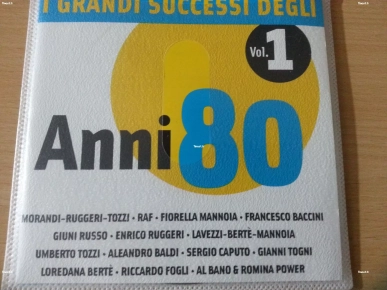 I GRANDI SUCCESSI DEGLI
Vol. 1
Anni 80
MORANDI-RUGGERI-TOZZI • RAF • FIORELLA MANNOIA • FRANCESCO BACCINI
GIUNI RUSSO • ENRICO RUGGERI • LAVEZZI-BERTÈ-MANNOIA
UMBERTO TOZZI • ALEANDRO BALDI • SERGIO CAPUTO • GIANNI TOGNI
LOREDANA BERTÈ • RICCARDO FOGLI • AL BANO & ROMINA POWER